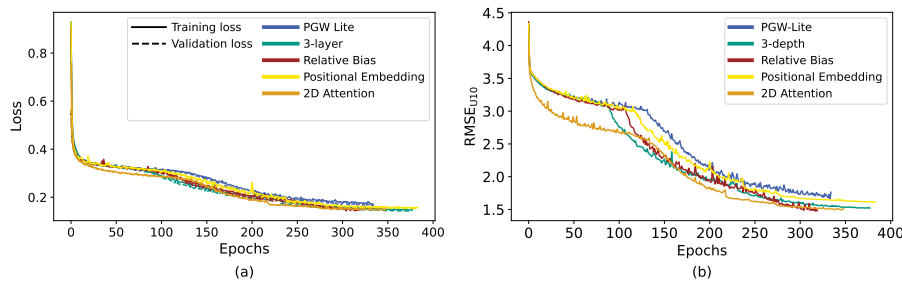 Training loss
Validation loss
PGW Lite
3-layer
Relative Bias
Positional Embedding
2D Attention
Loss
0.8
0.6
0.4
0.2
0 50 100 150 200 250 300 350 400
Epochs
(a)
PGW-Lite
3-depth
Relative Bias
Positional Embedding
2D Attention
RMSE_U10
4.5
4.0
3.5
3.0
2.5
2.0
1.5
0 50 100 150 200 250 300 350 400
Epochs
(b)